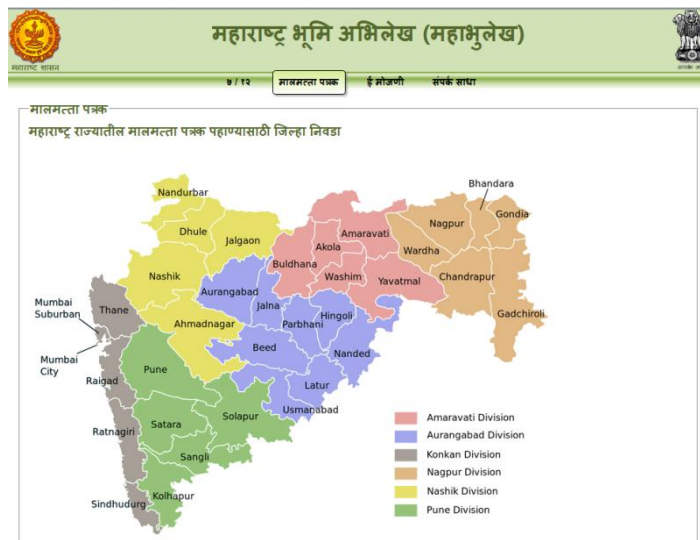 महाराष्ट्र भूमि अभिलेख (महाभुलेख)
महाराष्ट्र शासन
७ / १२ मालमत्ता पत्रक ई मोजणी संपर्क साधा
मालमत्ता पत्रक
महाराष्ट्र राज्यातील मालमत्ता पत्रक पहाण्यासाठी जिल्हा निवडा
Nandurbar
Bhandara
Gondia
Nagpur
Dhule
Jalgaon
Amaravati
Akola
Wardha
Buldhana
Nashik
Washim
Yavatmal
Chandrapur
Aurangabad
Jalna
Mumbai
Suburban
Thane
Hingoli
Parbhani
Gadchiroli
Ahmadnagar
Beed
Nanded
Mumbai
City
Pune
Raigad
Latur
Usmanabad
Solapur
Satara
Ratnagiri
Sangli
Kolhapur
Sindhudurg
Amaravati Division
Aurangabad Division
Konkan Division
Nagpur Division
Nashik Division
Pune Division